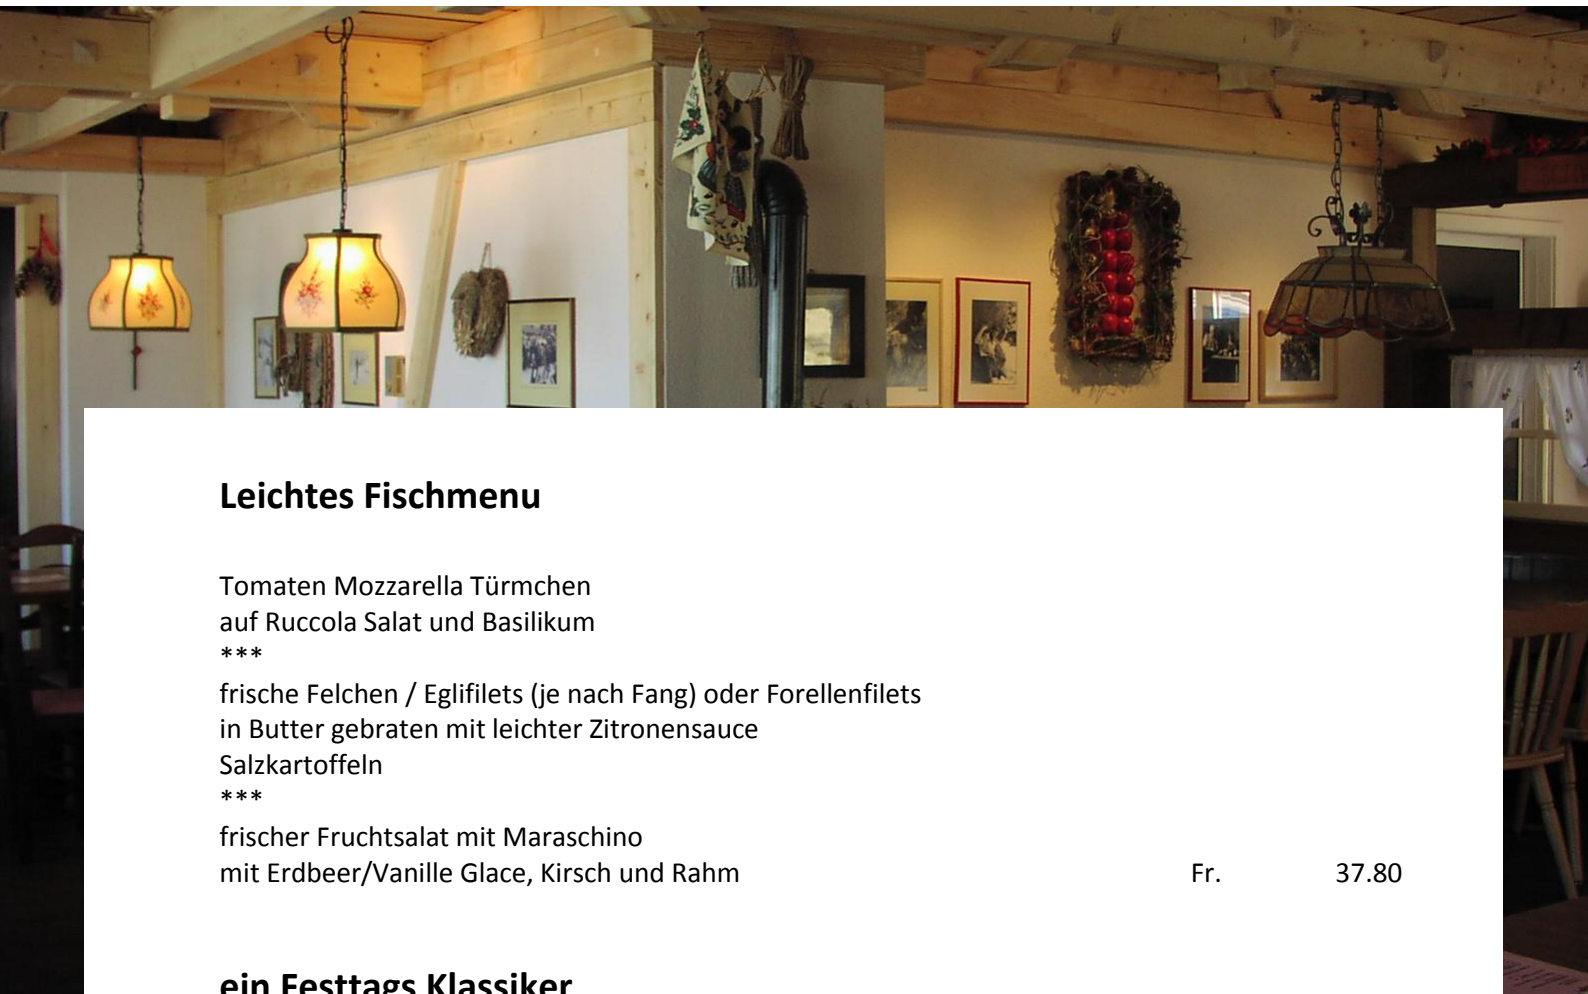 Leichtes Fischmenu
Tomaten Mozzarella Türmchen
auf Ruccola Salat und Basilikum
***
frische Felchen / Eglifilets (je nach Fang) oder Forellenfilets
in Butter gebraten mit leichter Zitronensauce
Salzkartoffeln
***
frischer Fruchtsalat mit Maraschino
mit Erdbeer/Vanille Glace, Kirsch und Rahm Fr. 37.80
ein Festtags Klassiker